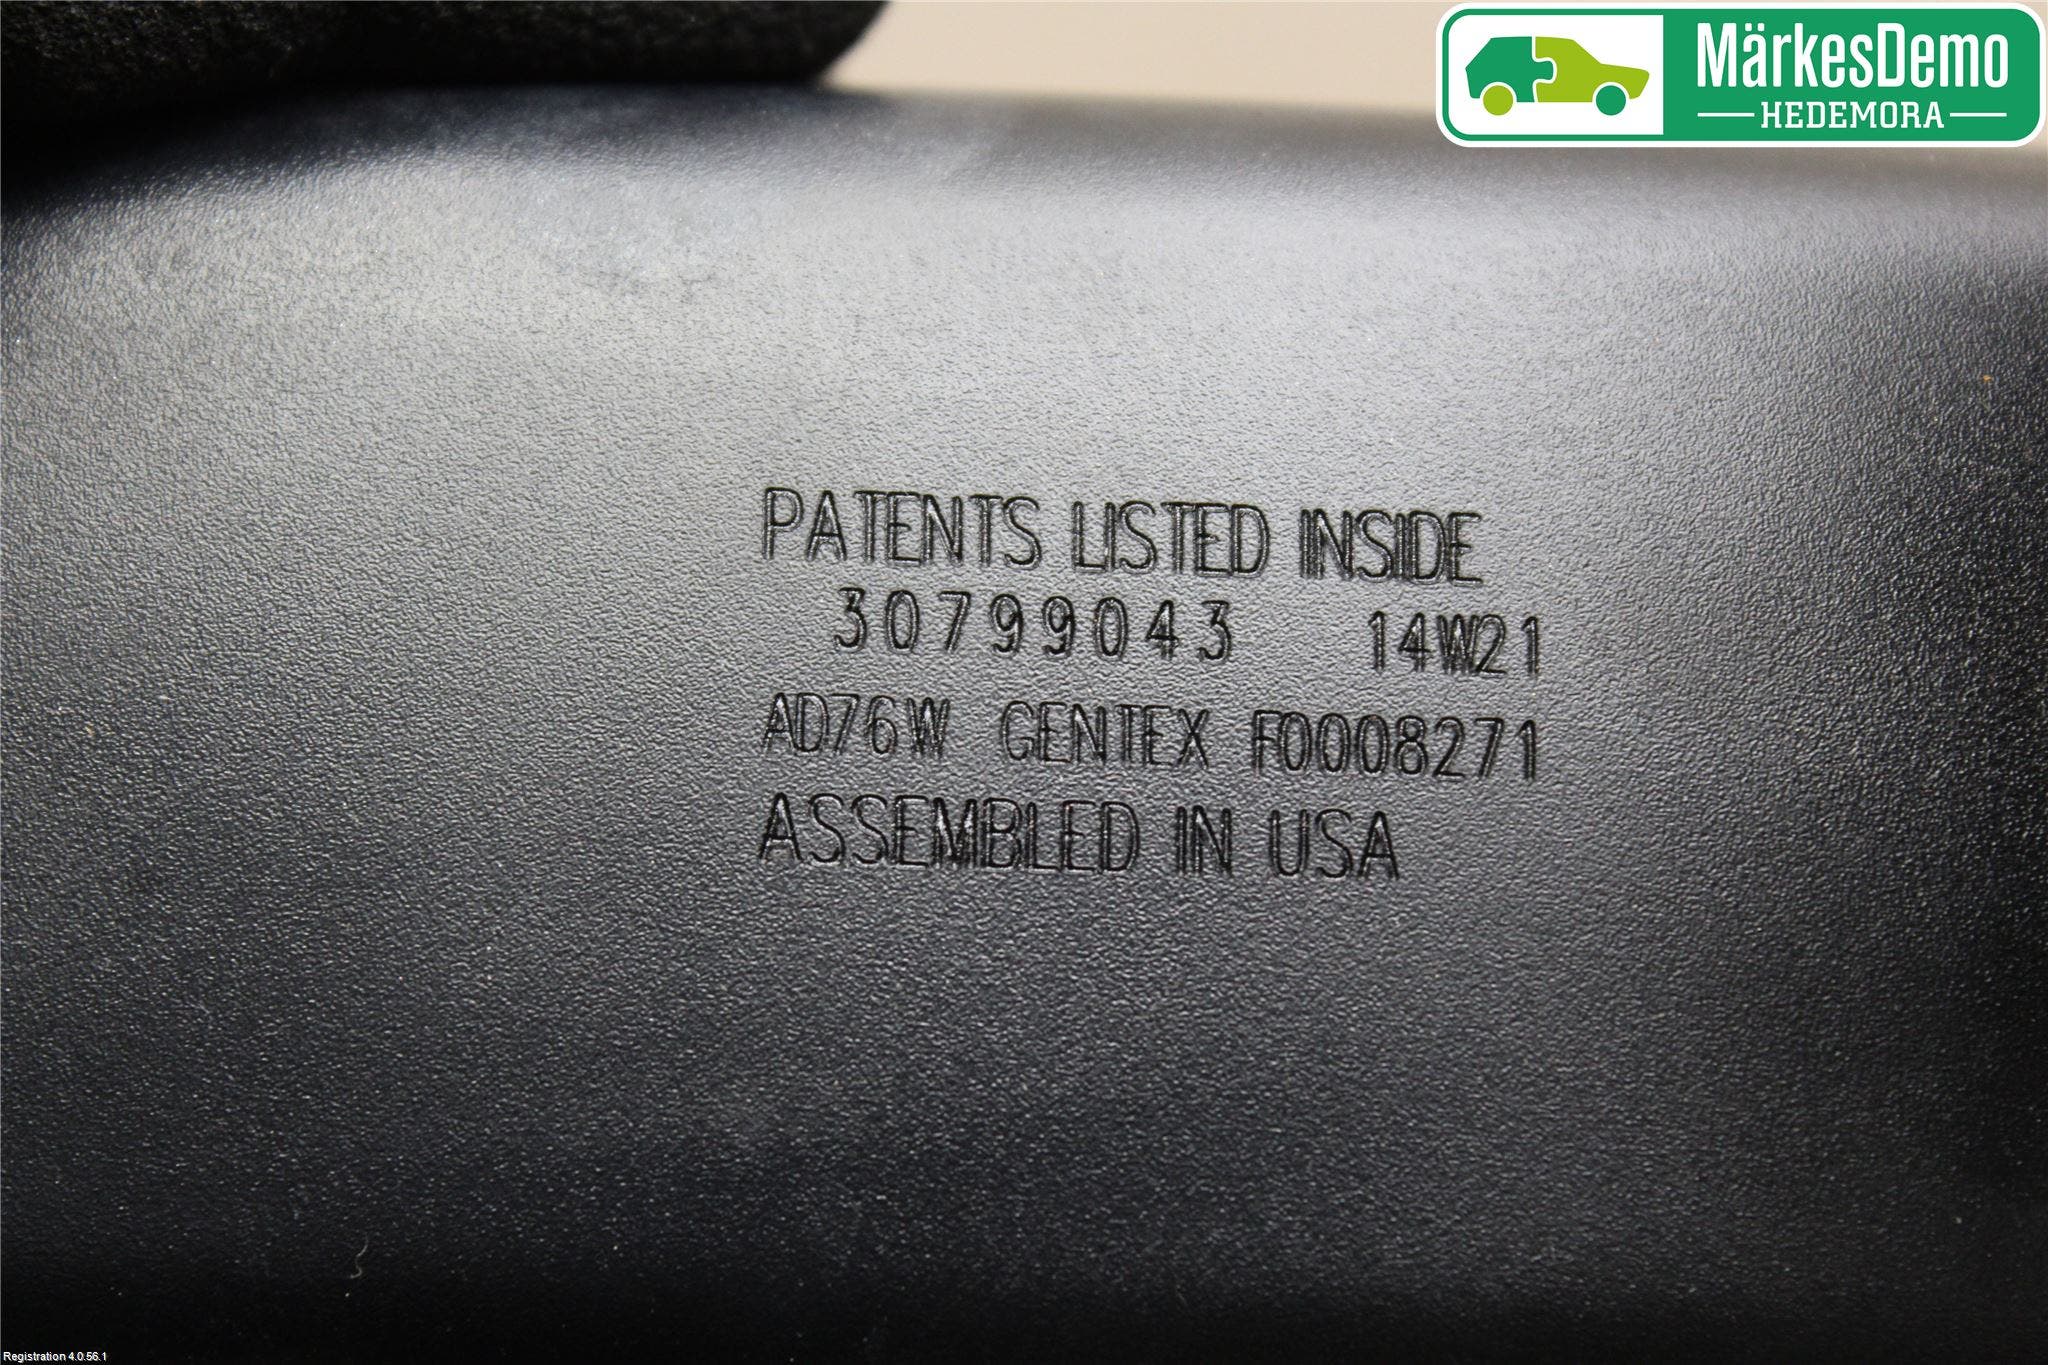 MärkesDemo
HEDEMORA
PATENTS LISTED INSIDE
30799043 14W21
AD76W GENTEX F0008271
ASSEMBLED IN USA
Registration 4.0.56.1